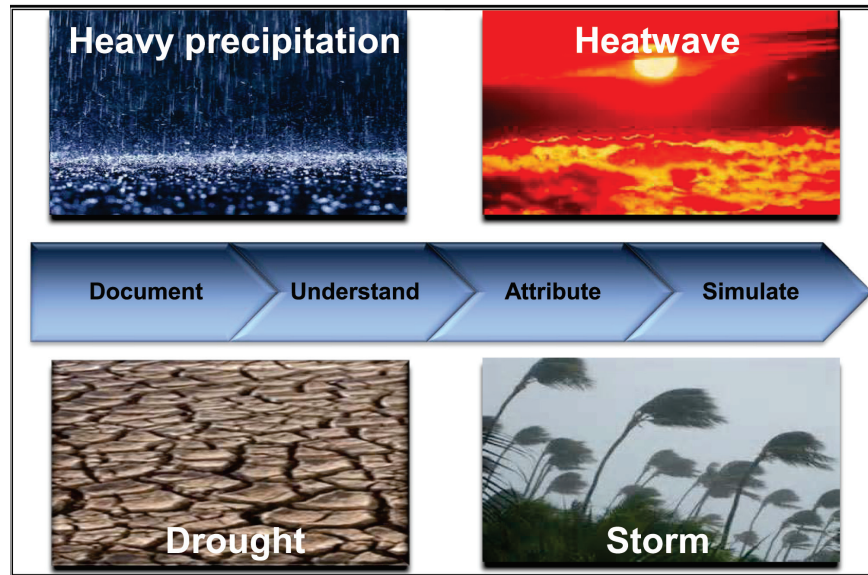 Heavy precipitation
Heatwave
Document
Understand
Attribute
Simulate
Drought
Storm